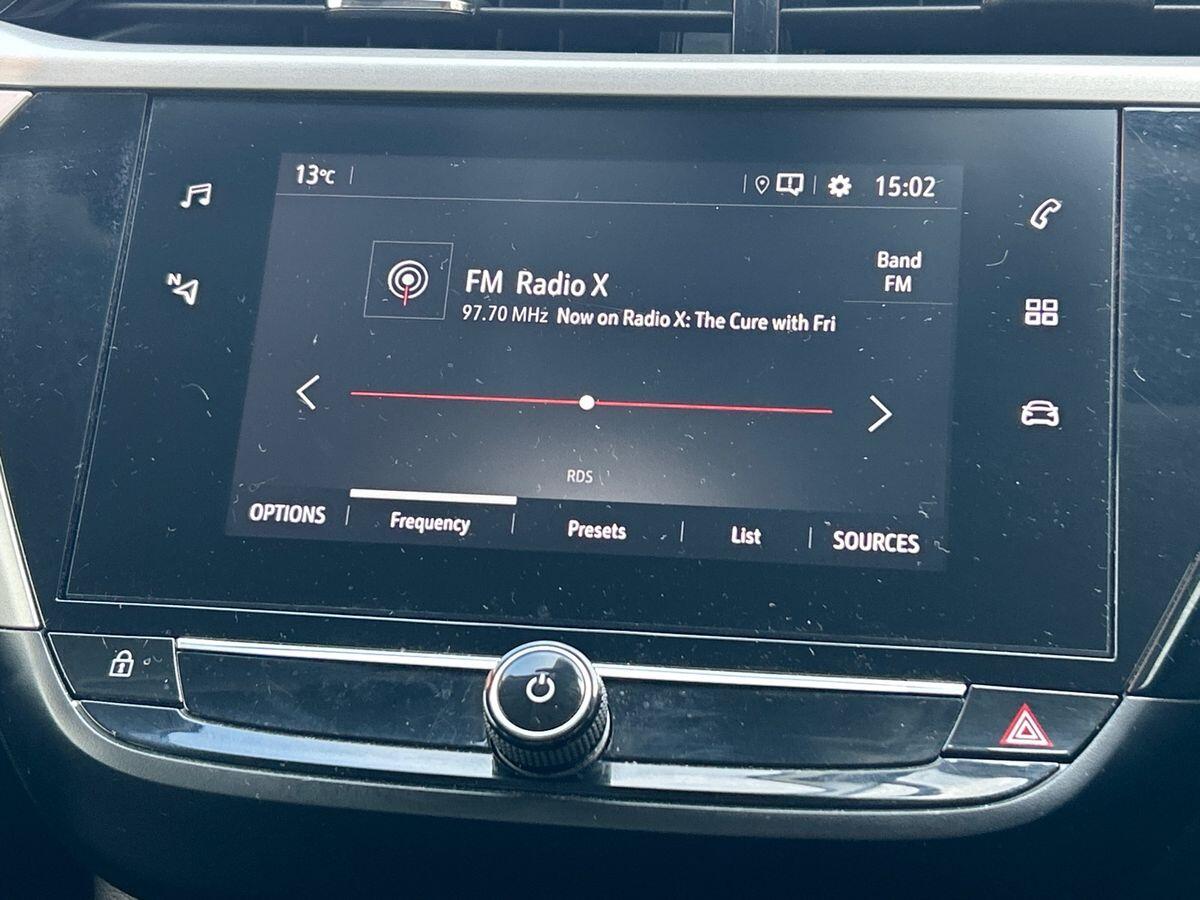 13°C
15:02
N
FM Radio X
97.70 MHz Now on Radio X: The Cure with Fri
Band
FM
RDS
OPTIONS
Frequency
Presets
List
SOURCES